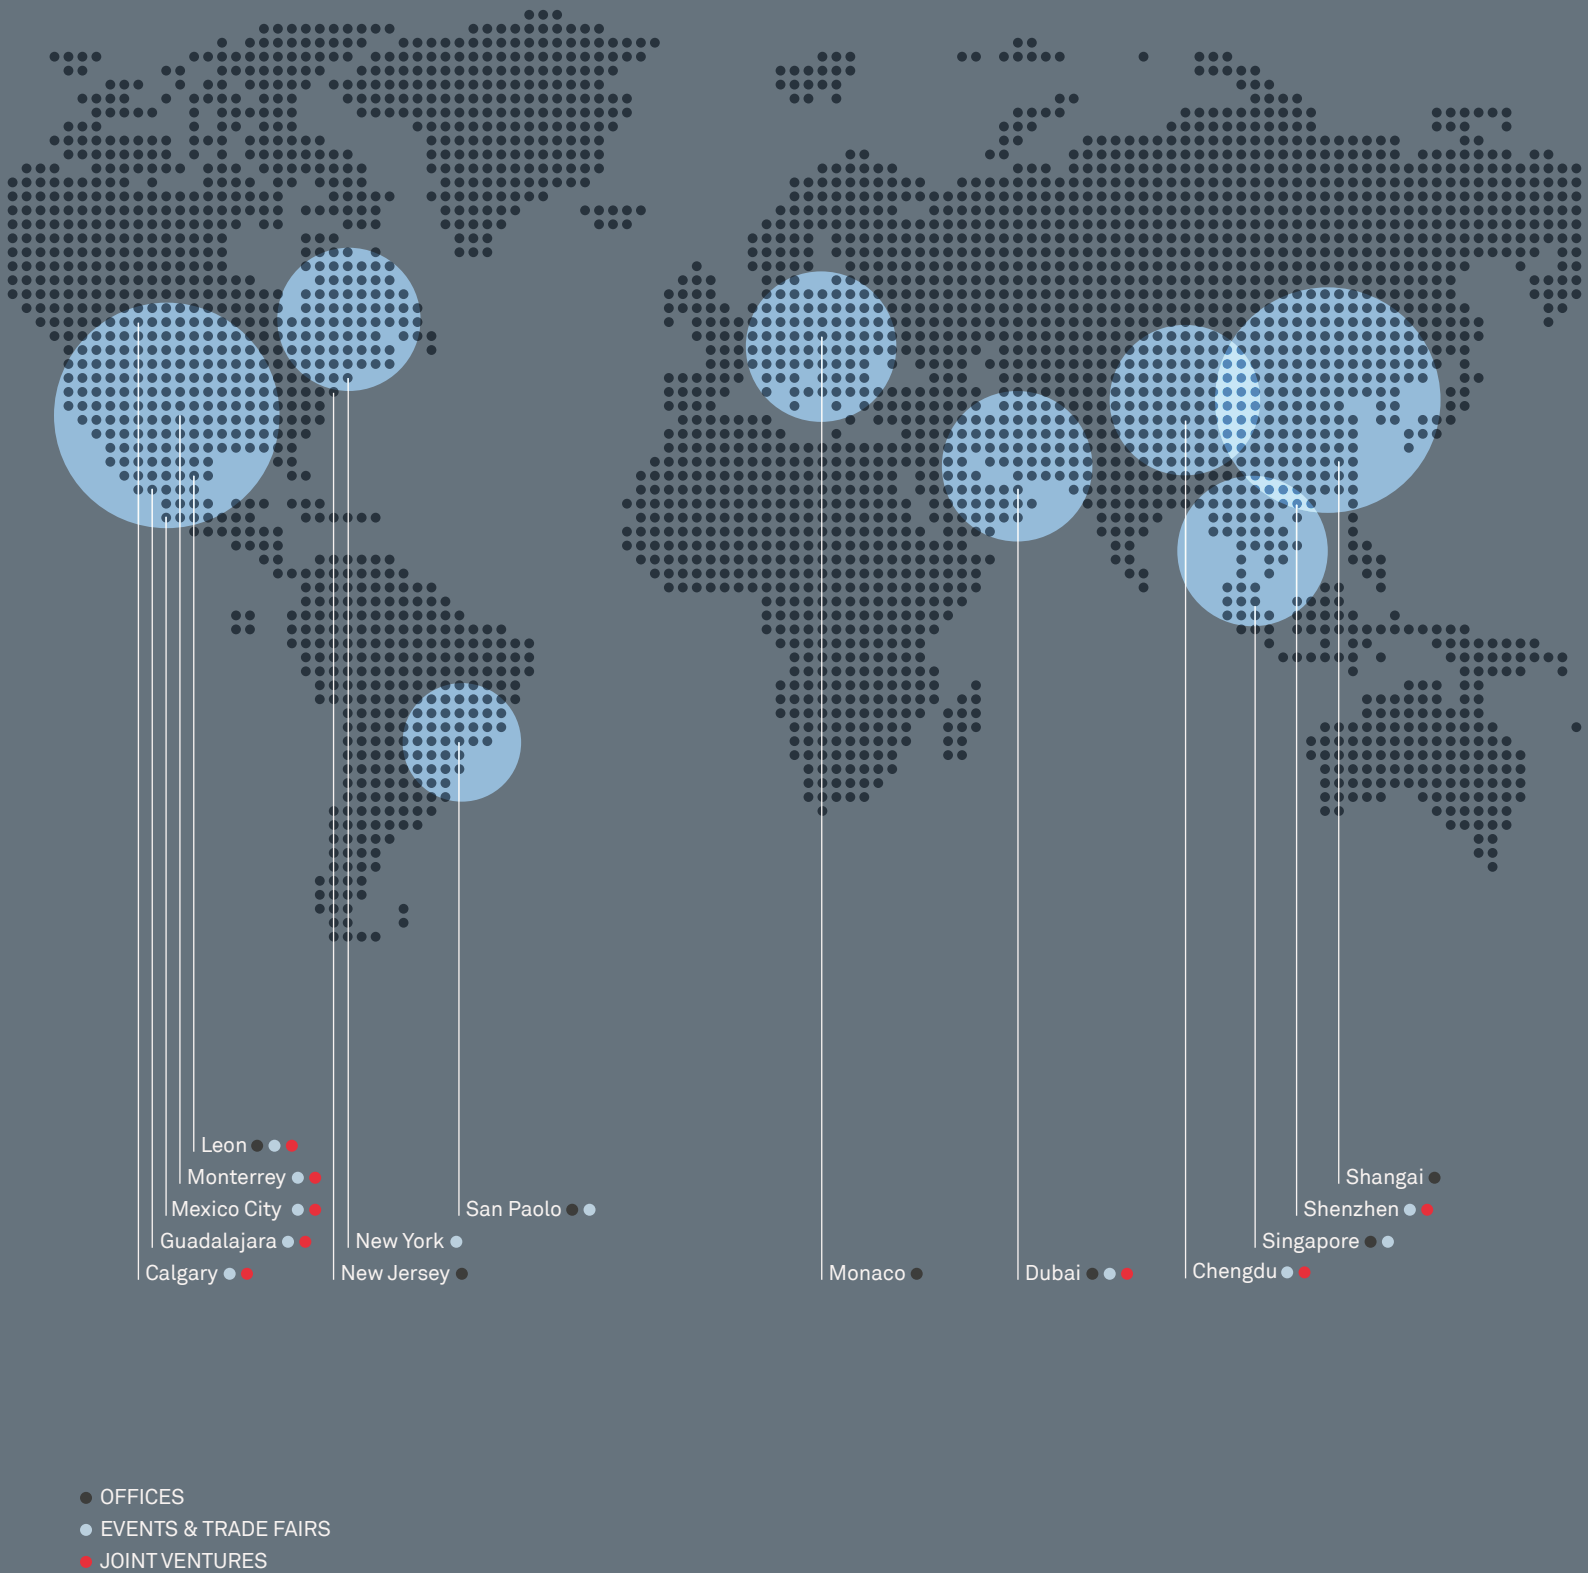 Leon
Monterrey
Mexico City
Guadalajara
Calgary
San Paolo
New York
New Jersey
Monaco
Dubai
Shangai
Shenzhen
Singapore
Chengdu
OFFICES
EVENTS & TRADE FAIRS
JOINT VENTURES